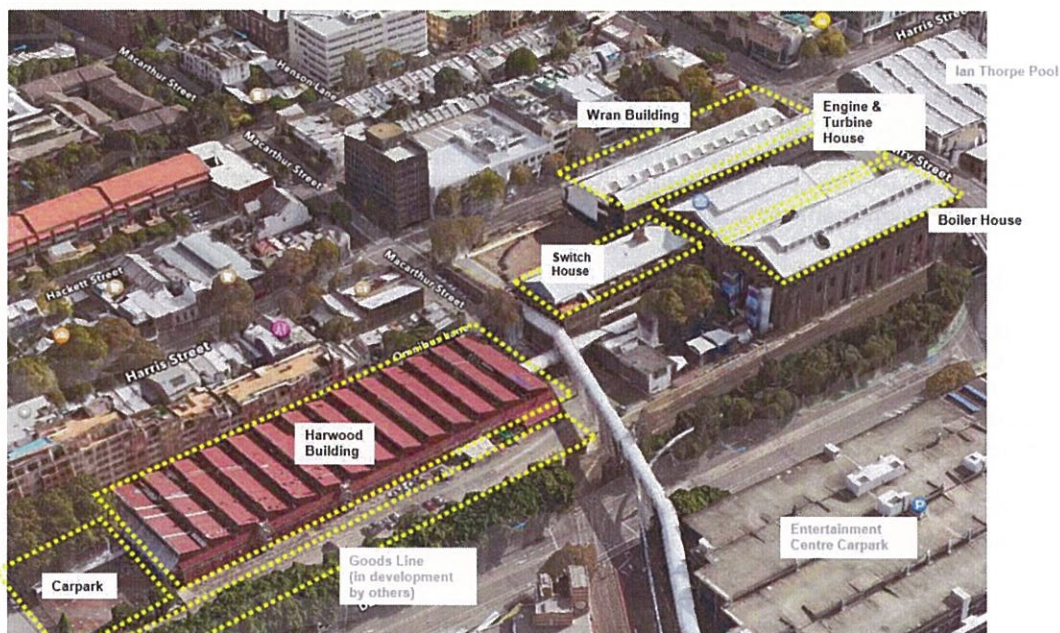 Harris Street
Ian Thorpe Pool
Macarthur Street
Henson Lane
Wran Building
Engine &
Turbine
House
Macarthur Street
Street
Boiler House
Switch
House
Hackett Street
Macarthur Street
Omnibus Lane
Harris Street
Harwood
Building
P
Entertainment
Centre Carpark
Goods Line
(in development
by others)
Carpark